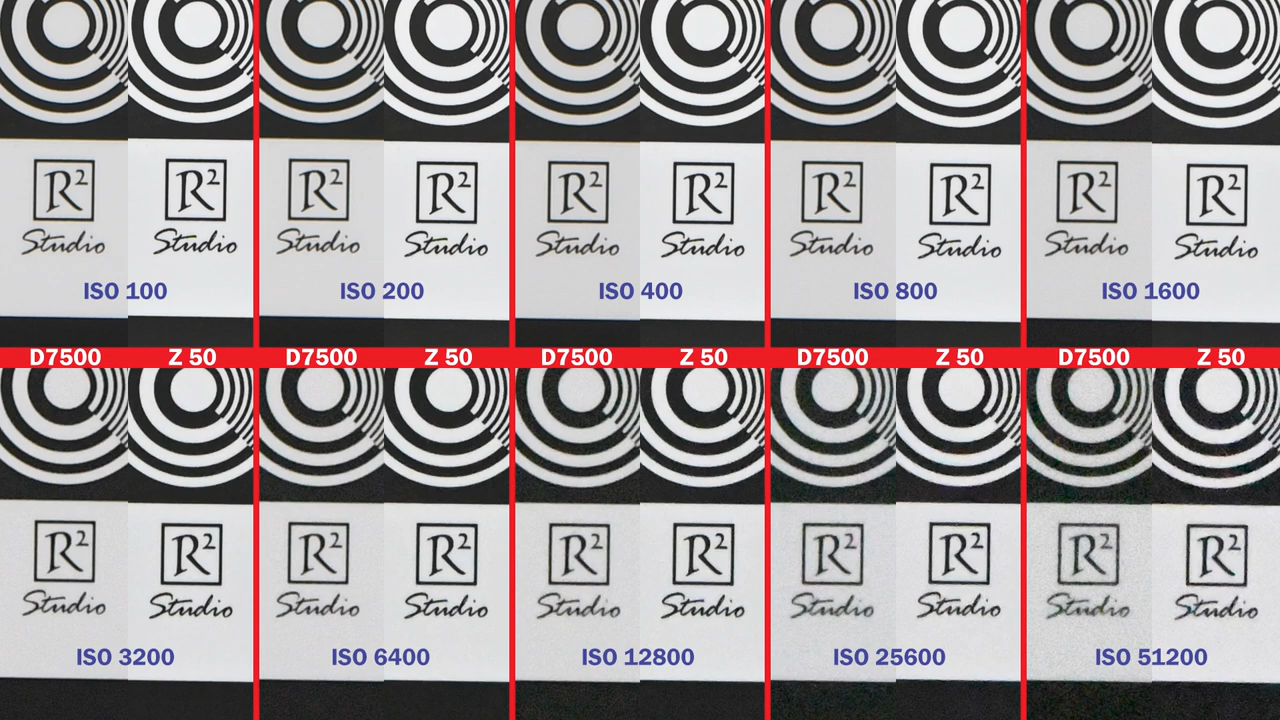 R² R² R² R² R² R² R² R² R² R²
Studio Studio Studio Studio Studio Studio Studio Studio Studio Studio
ISO 100 ISO 200 ISO 400 ISO 800 ISO 1600
D7500 Z 50 D7500 Z 50 D7500 Z 50 D7500 Z 50 D7500 Z 50
R² R² R² R² R² R² R² R² R² R²
Studio Studio Studio Studio Studio Studio Studio Studio Studio Studio
ISO 3200 ISO 6400 ISO 12800 ISO 25600 ISO 51200